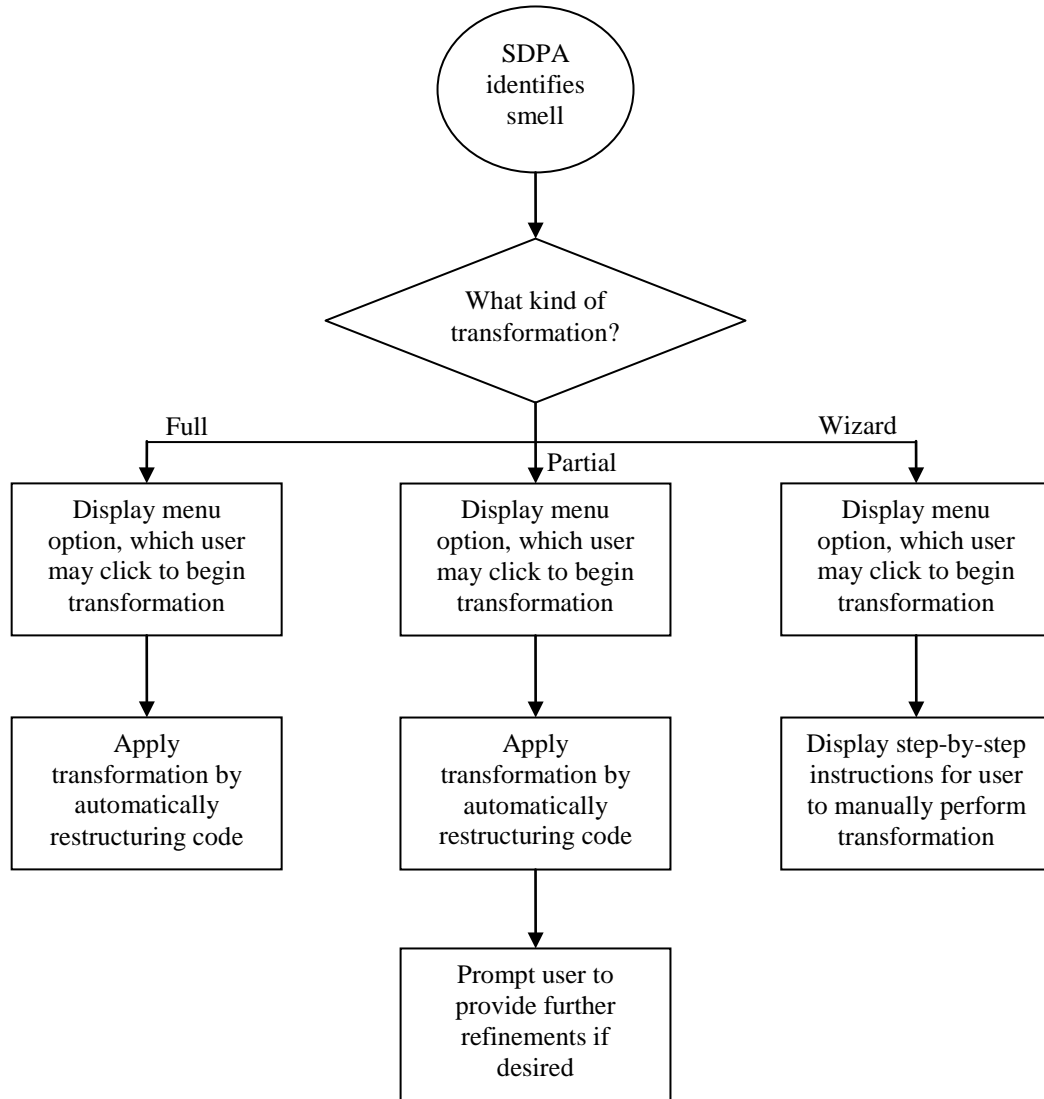 SDPA
identifies
smell
What kind of
transformation?
Full
Partial
Wizard
Display menu
option, which user
may click to begin
transformation
Display menu
option, which user
may click to begin
transformation
Display menu
option, which user
may click to begin
transformation
Apply
transformation by
automatically
restructuring code
Apply
transformation by
automatically
restructuring code
Display step-by-step
instructions for user
to manually perform
transformation
Prompt user to
provide further
refinements if
desired